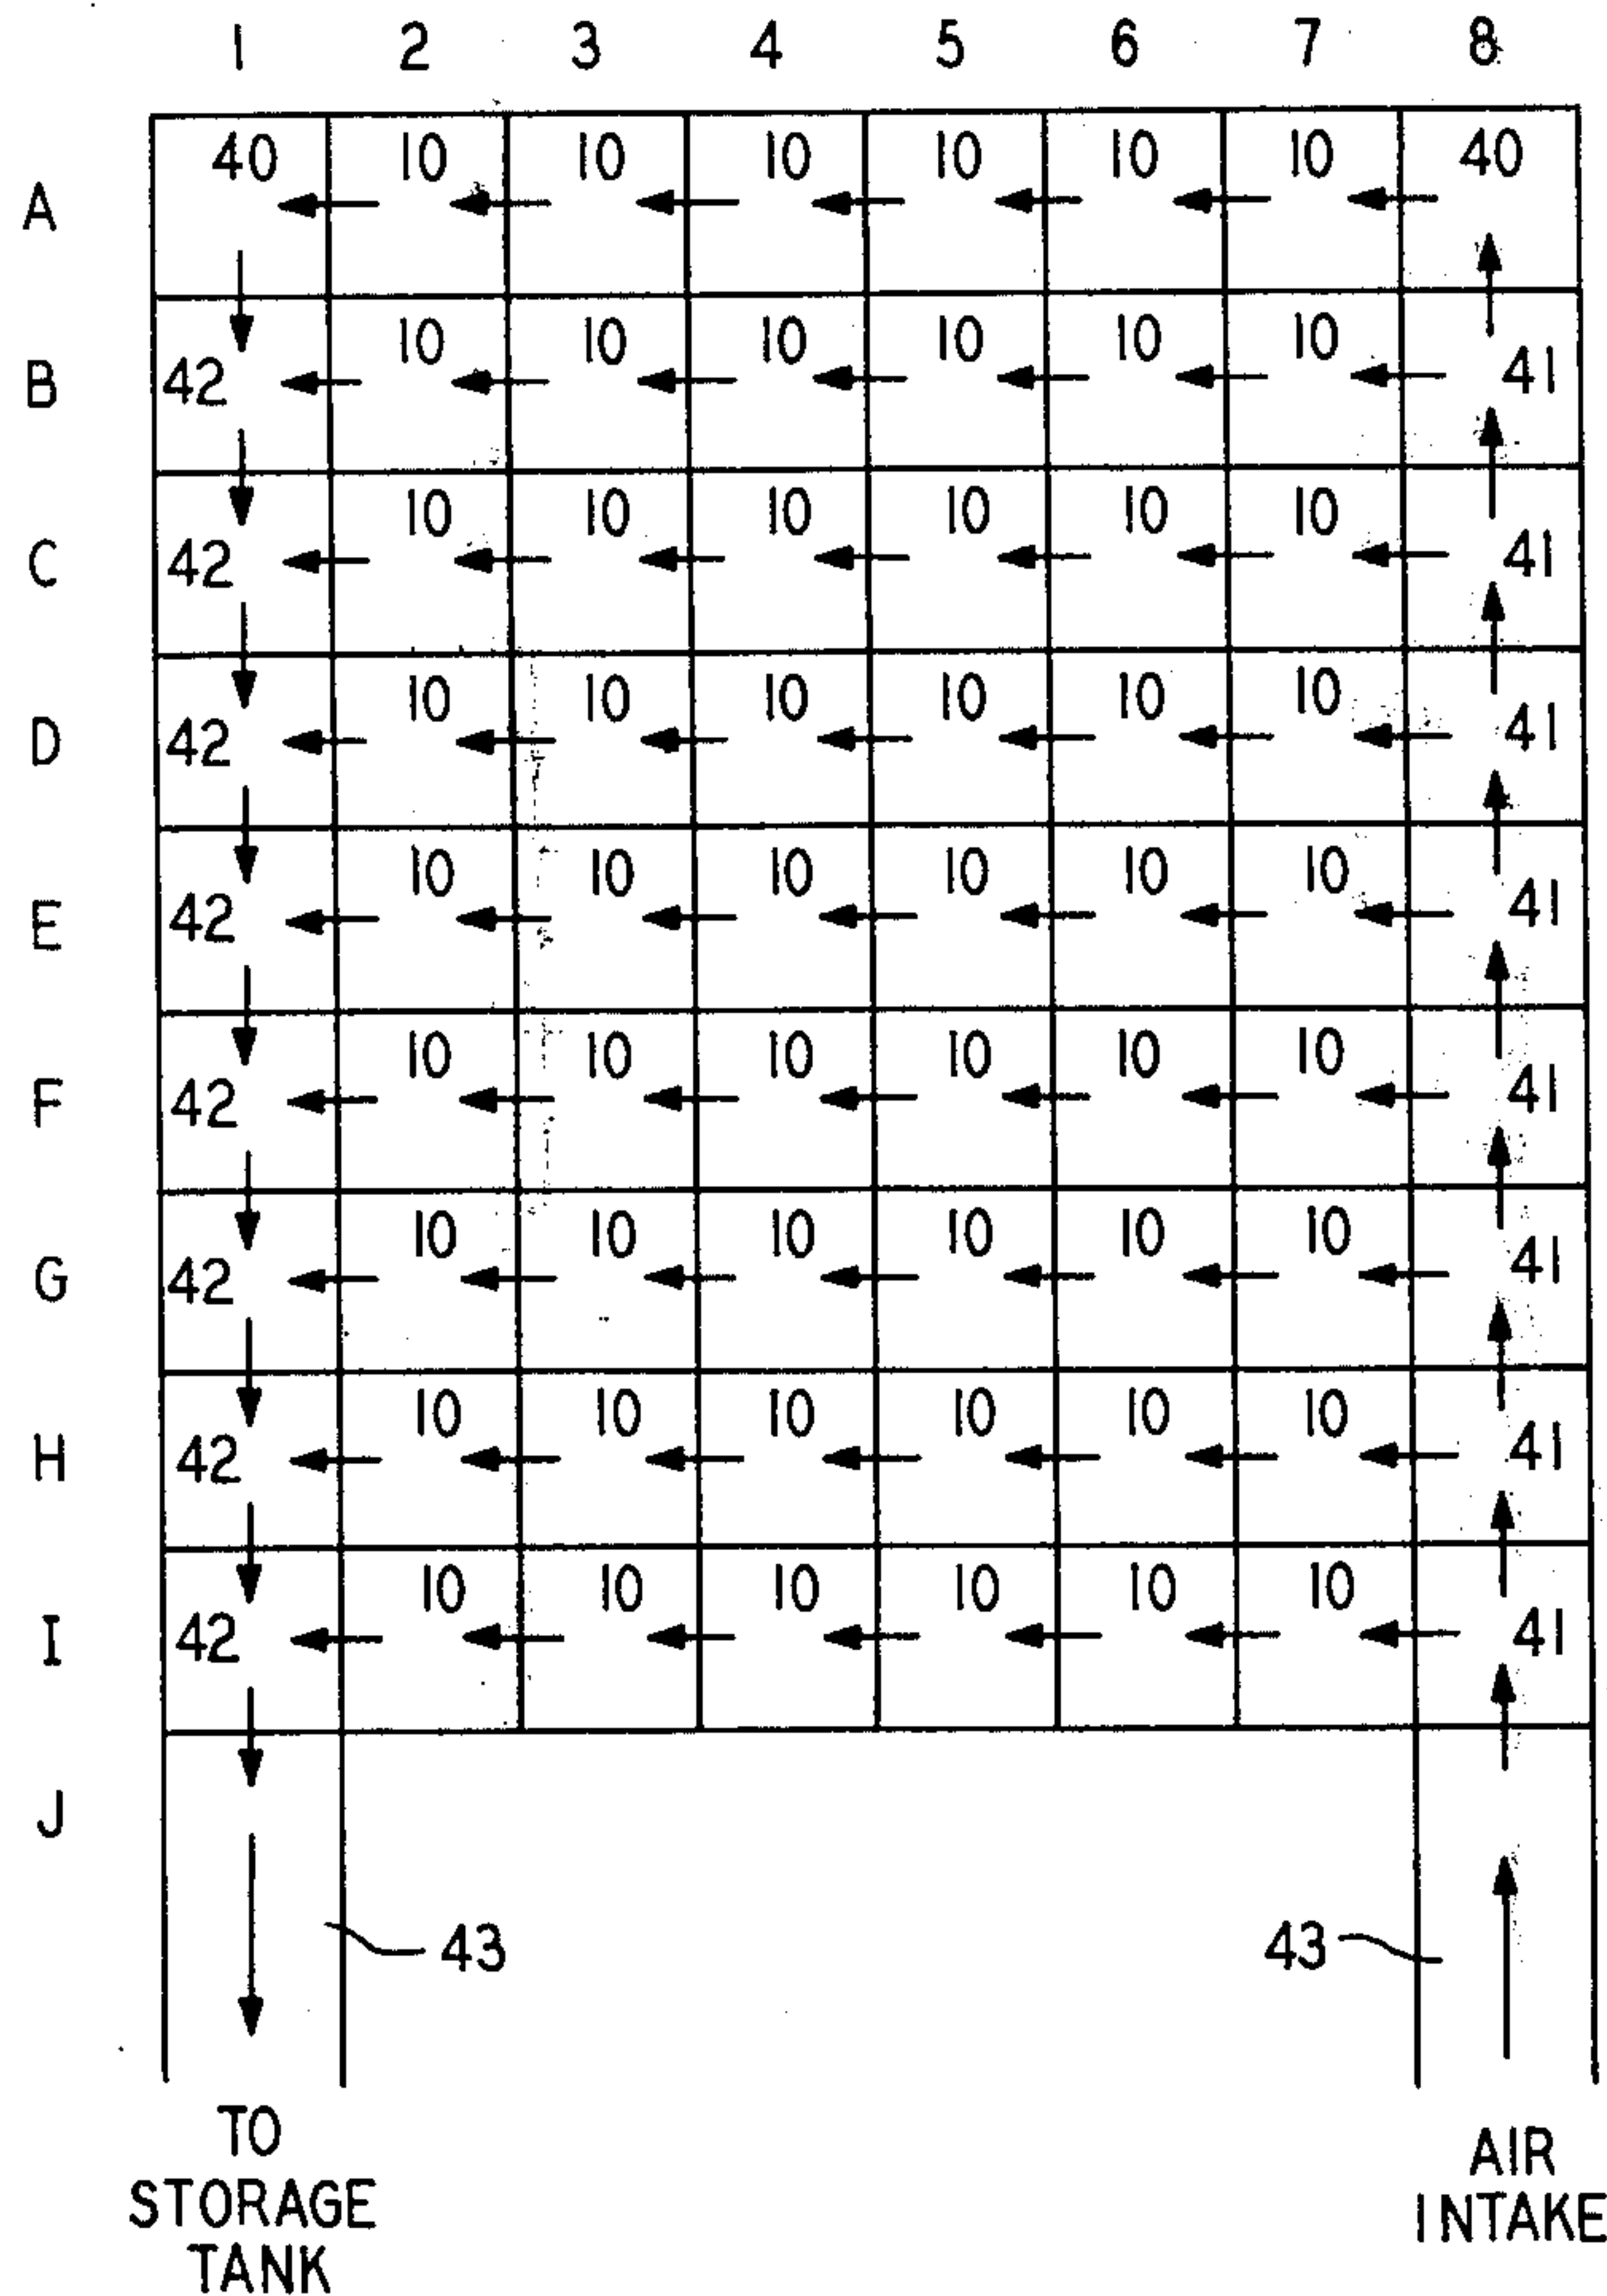 1 2 3 4 5 6 7 8
A 40 10 10 10 10 10 10 40
B 42 10 10 10 10 10 10 41
C 42 10 10 10 10 10 10 41
D 42 10 10 10 10 10 10 41
E 42 10 10 10 10 10 10 41
F 42 10 10 10 10 10 10 41
G 42 10 10 10 10 10 10 41
H 42 10 10 10 10 10 10 41
I 42 10 10 10 10 10 10 41
J
43 43
TO
STORAGE
TANK
AIR
INTAKE